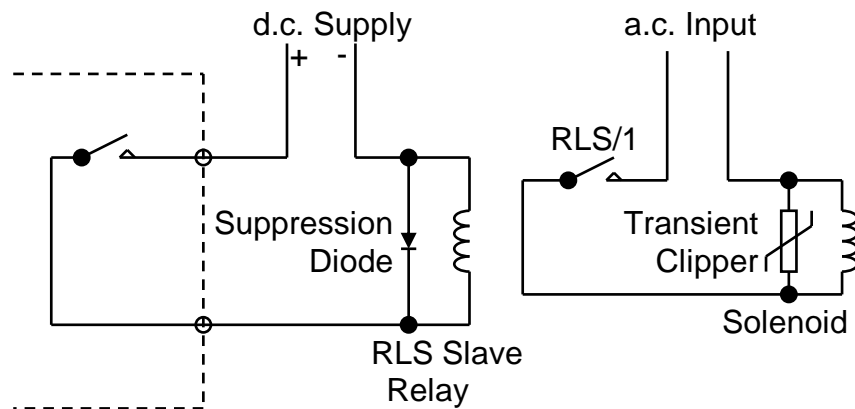 d.c. Supply
+ -
a.c. Input
RLS/1
Suppression
Diode
Transient
Clipper
RLS Slave
Relay
Solenoid